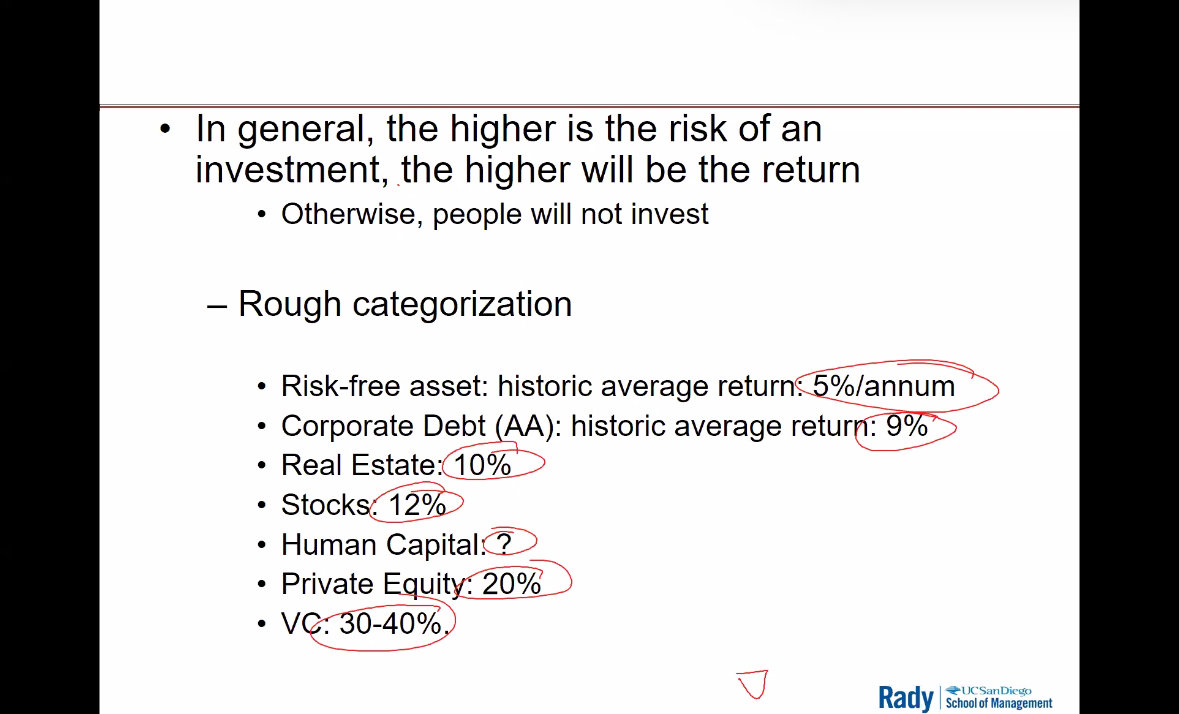 • In general, the higher is the risk of an
investment, the higher will be the return
• Otherwise, people will not invest
– Rough categorization
• Risk-free asset: historic average return: 5%/annum
• Corporate Debt (AA): historic average return: 9%
• Real Estate: 10%
• Stocks: 12%
• Human Capital: ?
• Private Equity: 20%
• VC: 30-40%.
Rady | UC San Diego
School of Management